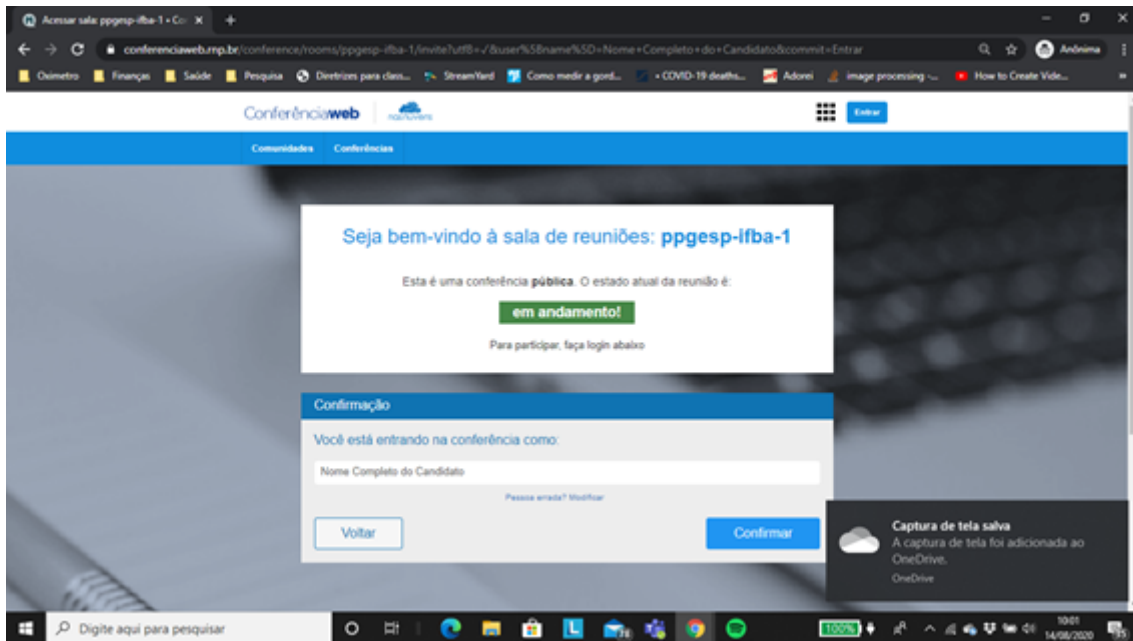 Acessar sala: ppgesp-ifba-1 • Co
conferenciaweb.rnp.br/conference/rooms/ppgesp-ifba-1/invite?utf8=✓&user%5Bname%5D=Nome+Completo+do+Candidato&commit=Entrar
Anônima
Oximetro
Finanças
Saúde
Pesquisa
Diretrizes para class...
StreamYard
Como medir a gord...
• COVID-19 deaths...
Adorei
image processing -...
How to Create Vide...
Conferênciaweb
nasnuvens
Entrar
Comunidades
Conferências
Seja bem-vindo à sala de reuniões: ppgesp-ifba-1
Esta é uma conferência pública. O estado atual da reunião é:
em andamento!
Para participar, faça login abaixo
Confirmação
Você está entrando na conferência como:
Nome Completo do Candidato
Pessoa errada? Modificar
Voltar
Confirmar
Captura de tela salva
A captura de tela foi adicionada ao
OneDrive.
OneDrive
Digite aqui para pesquisar
L
100%
10:01
14/08/2020